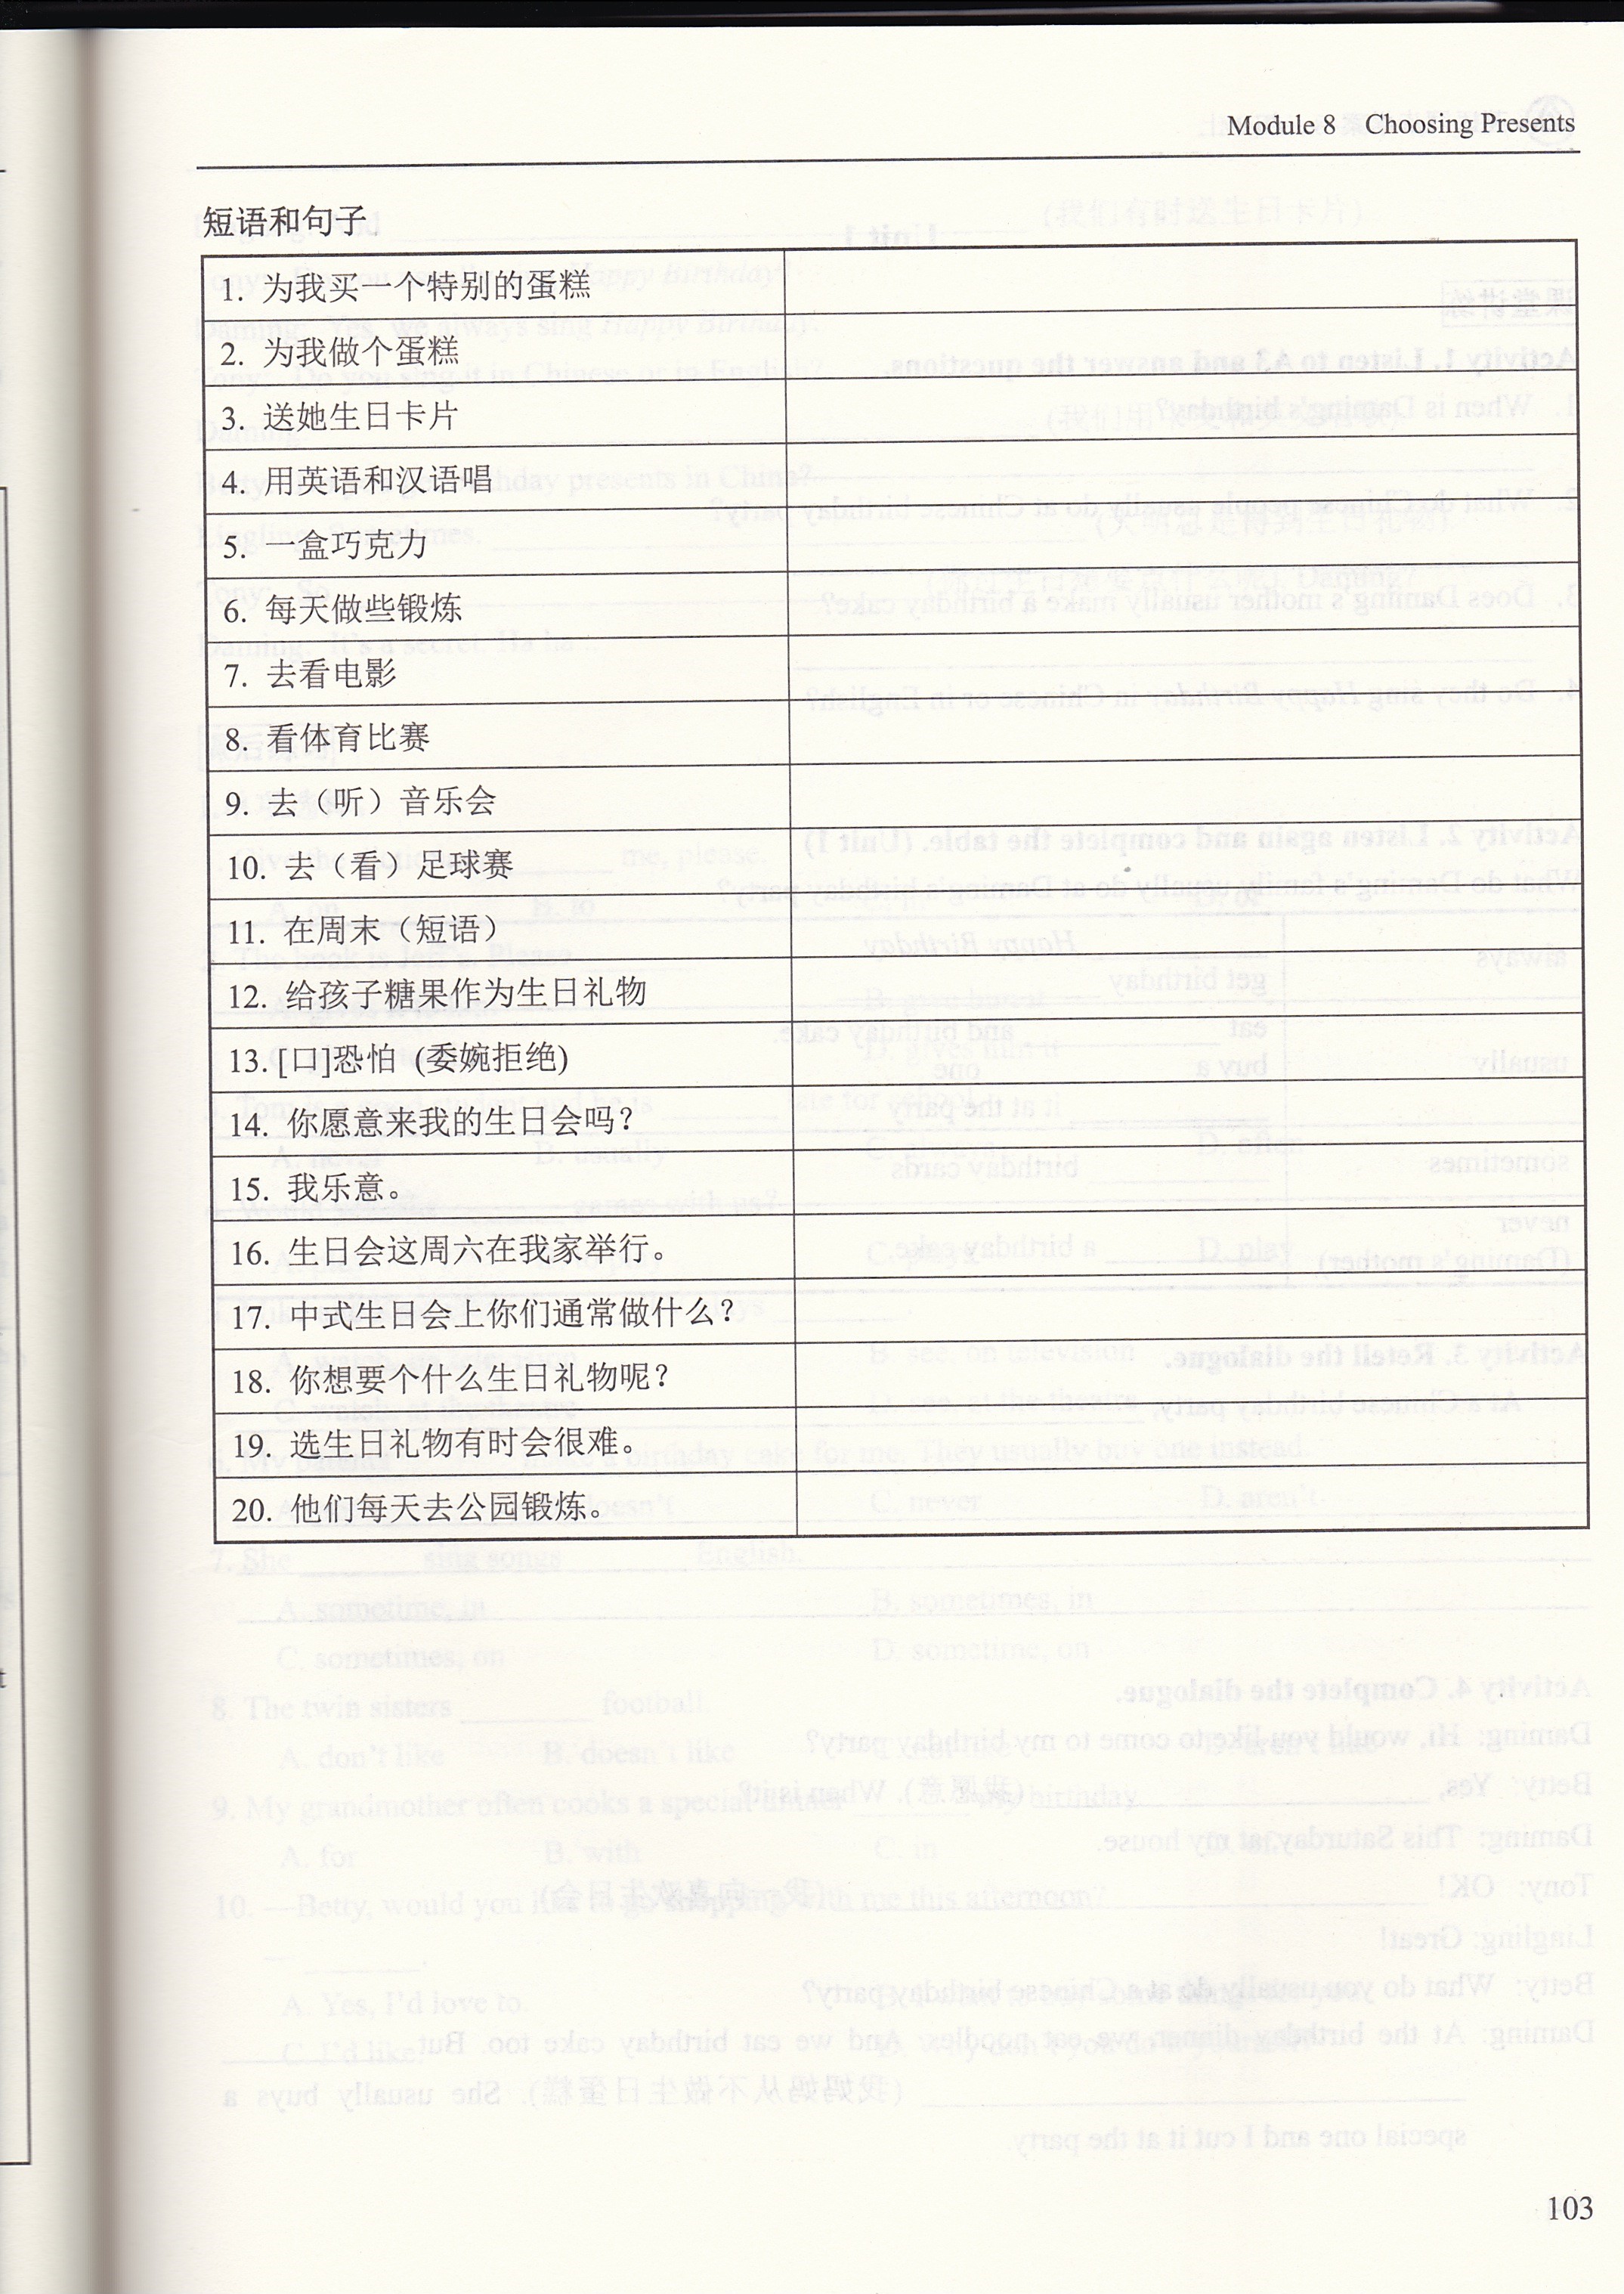 Module 8 Choosing Presents
短语和句子
1. 为我买一个特别的蛋糕
2. 为我做个蛋糕
3. 送她生日卡片
4. 用英语和汉语唱
5. 一盒巧克力
6. 每天做些锻炼
7. 去看电影
8. 看体育比赛
9. 去（听）音乐会
10. 去（看）足球赛
11. 在周末（短语）
12. 给孩子糖果作为生日礼物
13. [口]恐怕 (委婉拒绝)
14. 你愿意来我的生日会吗？
15. 我乐意。
16. 生日会这周六在我家举行。
17. 中式生日会上你们通常做什么？
18. 你想要个什么生日礼物呢？
19. 选生日礼物有时会很难。
20. 他们每天去公园锻炼。
103